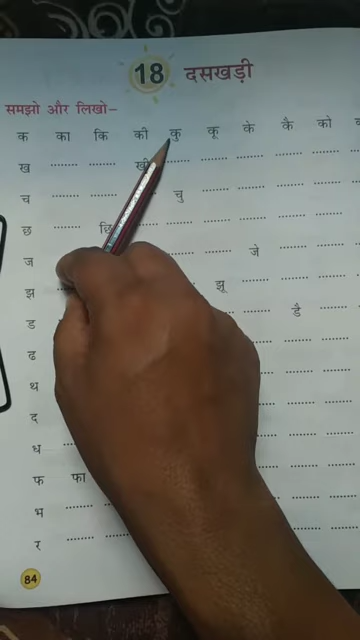 18 दसखड़ी
समझो और लिखो–
क का कि की कु कू के कै को
ख ........ ........ खी ........ ........ ........ ........ ........
च ........ ........ चु ........ ........ ........ ........
छ ........ छि ........ ........ ........ ........ ........ ........
ज जे ........ ........
झ झू ........ ........ ........
ड ........ डै ........
ढ ........ ........ ........
थ ........ ........ ........
द ........ ........ ........
ध ........ ........ ........
फ फा ........ ........ ........
भ ........ ........ ........ ........
र ........ ........ ........ ........
84